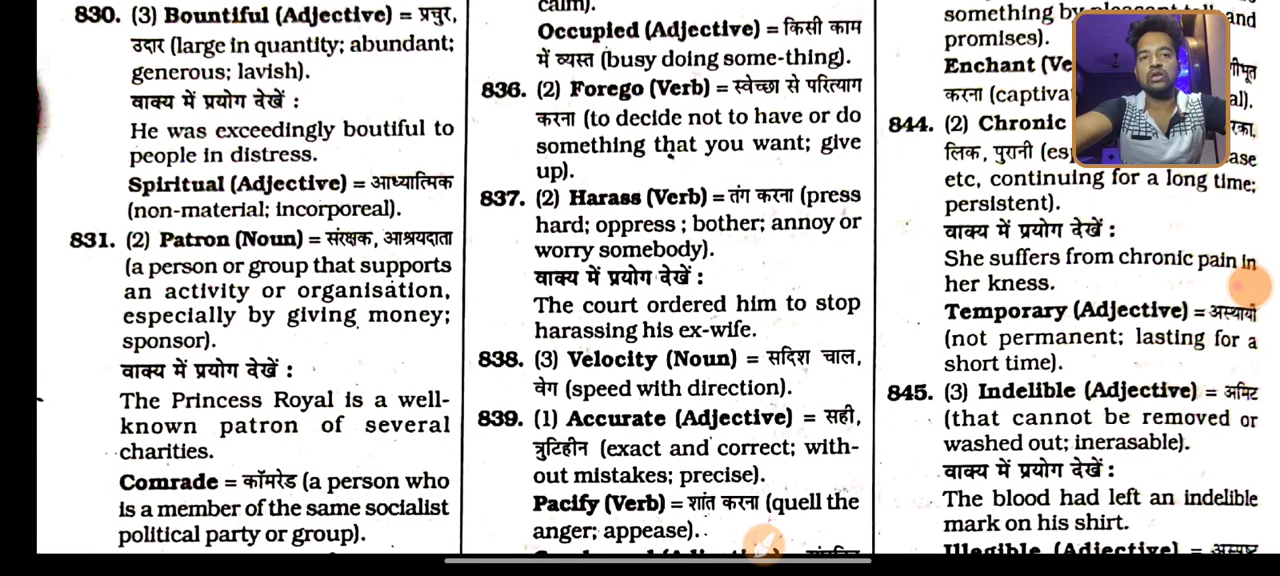 830. (3) Bountiful (Adjective) = प्रचुर,
उदार (large in quantity; abundant;
generous; lavish).
वाक्य में प्रयोग देखें :
He was exceedingly boutiful to
people in distress.
Spiritual (Adjective) = आध्यात्मिक
(non-material; incorporeal).
831. (2) Patron (Noun) = संरक्षक, आश्रयदाता
(a person or group that supports
an activity or organisation,
especially by giving money;
sponsor).
वाक्य में प्रयोग देखें :
The Princess Royal is a well-
known patron of several
charities.
Comrade = कॉमरेड (a person who
is a member of the same socialist
political party or group).
calm).
Occupied (Adjective) = किसी काम
में व्यस्त (busy doing some-thing).
836. (2) Forego (Verb) = स्वेच्छा से परित्याग
करना (to decide not to have or do
something that you want; give
up).
837. (2) Harass (Verb) = तंग करना (press
hard; oppress ; bother; annoy or
worry somebody).
वाक्य में प्रयोग देखें :
The court ordered him to stop
harassing his ex-wife.
838. (3) Velocity (Noun) = सदिश चाल,
वेग (speed with direction).
839. (1) Accurate (Adjective) = सही,
त्रुटिहीन (exact and correct; with-
out mistakes; precise).
Pacify (Verb) = शांत करना (quell the
anger; appease).
something by and
promises).
Enchant
करना
844. (2) Chronic
लिक, पुरानी
etc, continuing for a long time;
persistent).
वाक्य में प्रयोग देखें :
She suffers from chronic pain in
her kness.
Temporary (Adjective) = अस्थायी
(not permanent; lasting for a
short time).
845. (3) Indelible (Adjective) = अमिट
(that cannot be removed or
washed out; inerasable).
वाक्य में प्रयोग देखें :
The blood had left an indelible
mark on his shirt.
Illegible (Adjective) = अस्पष्ट